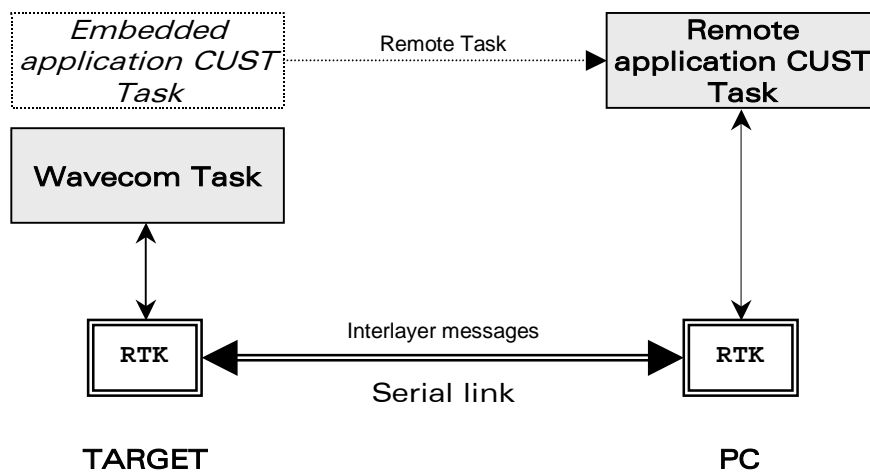 Embedded
application CUST
Task
Remote Task
Remote
application CUST
Task
Wavecom Task
RTK
Interlayer messages
Serial link
RTK
TARGET
PC